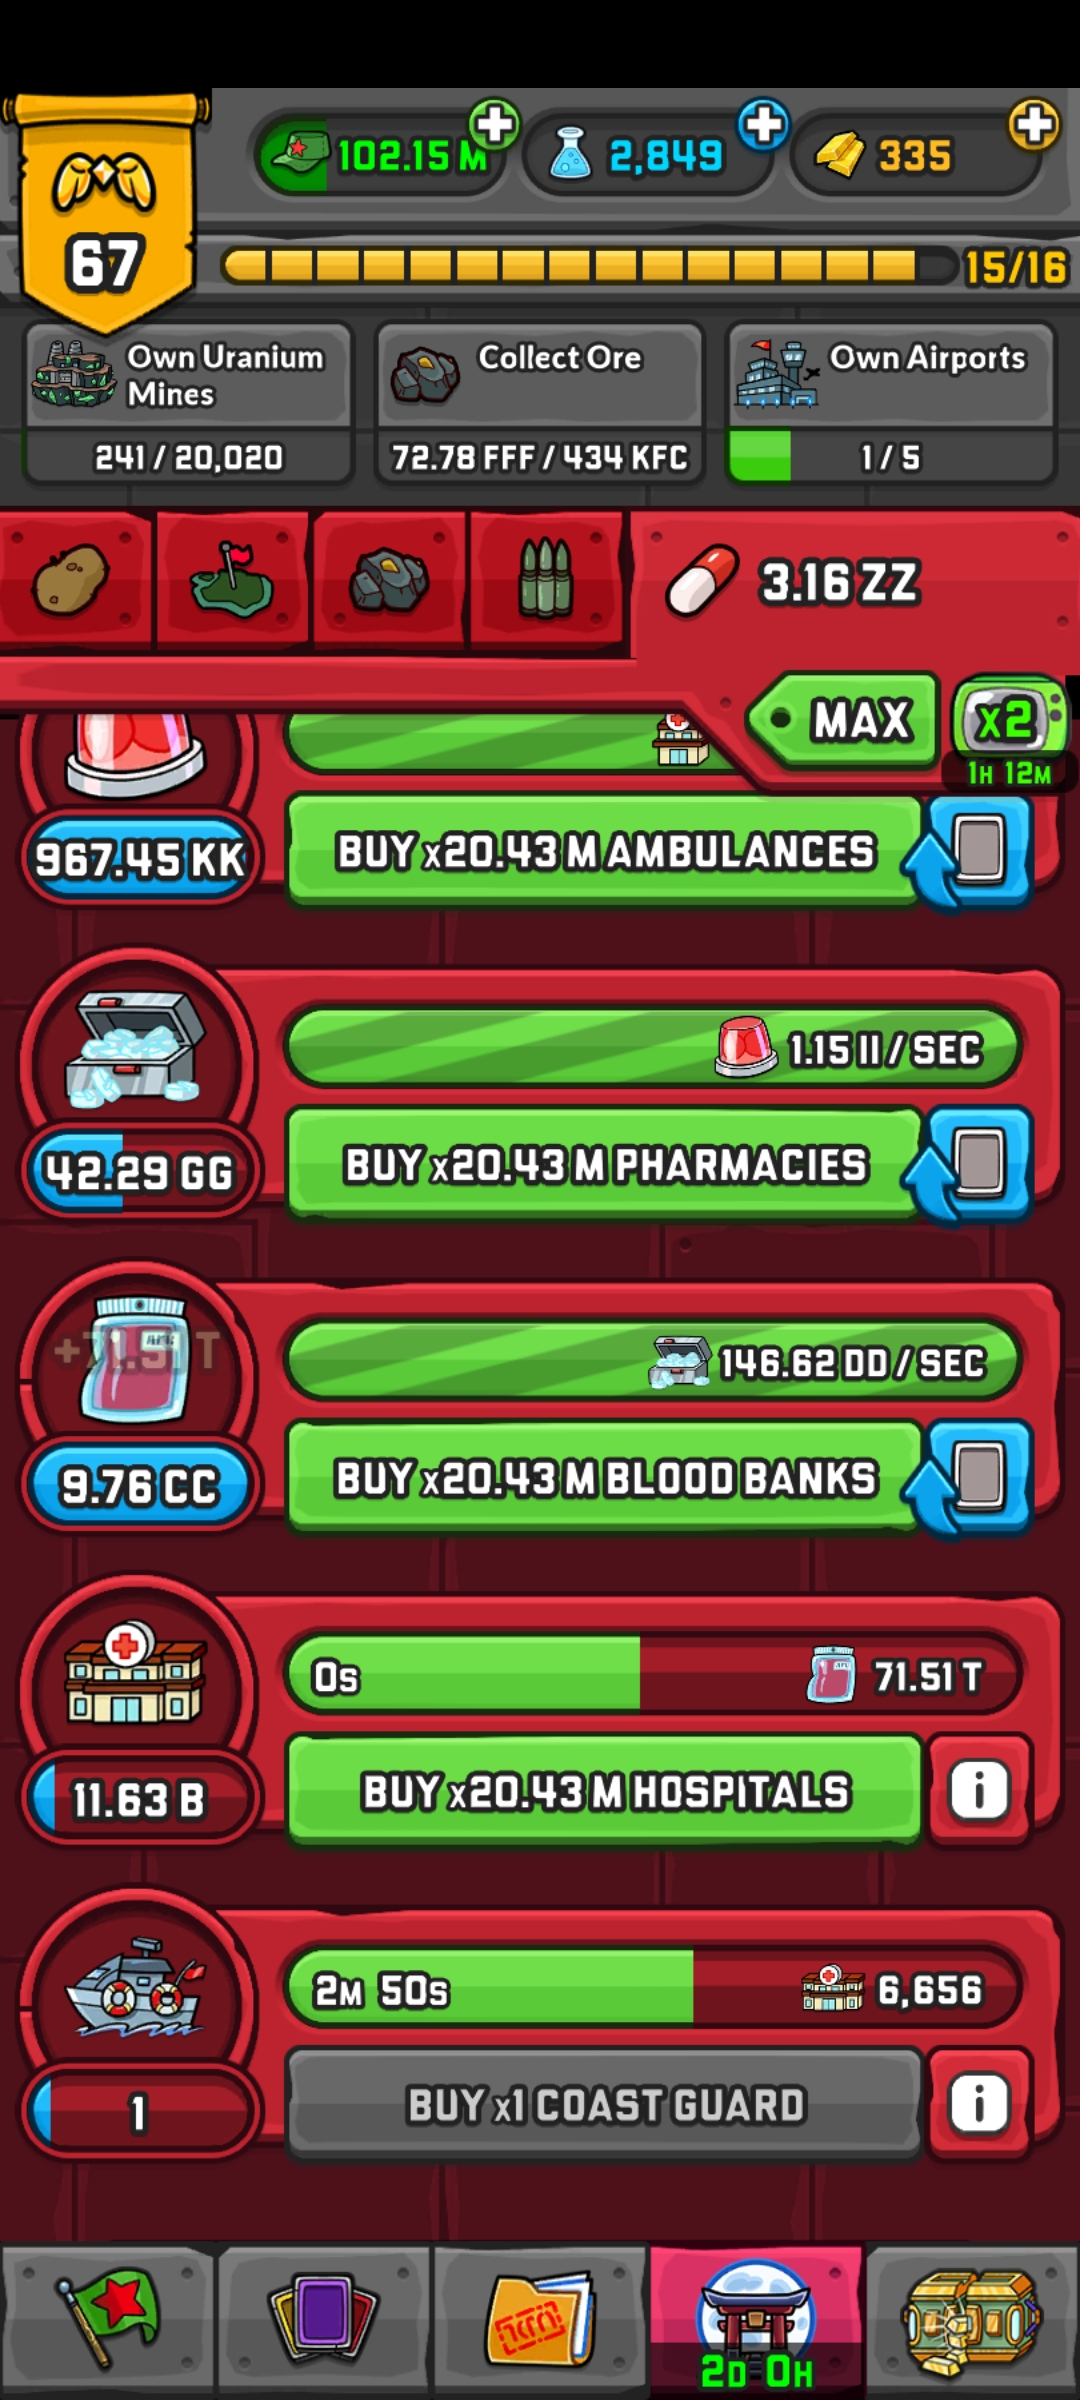 102.15 M
2,849
335
67
15/16
Own Uranium
Mines
241 / 20,020
Collect Ore
72.78 FFF / 434 KFC
Own Airports
1 / 5
3.16 ZZ
MAX
x2
1H 12M
967.45 KK
BUY x20.43 M AMBULANCES
1.15 II / SEC
42.29 GG
BUY x20.43 M PHARMACIES
+71.51 T
146.62 DD / SEC
9.76 CC
BUY x20.43 M BLOOD BANKS
0s
71.51 T
11.63 B
BUY x20.43 M HOSPITALS
i
2M 50s
6,656
1
BUY x1 COAST GUARD
i
2D 0H